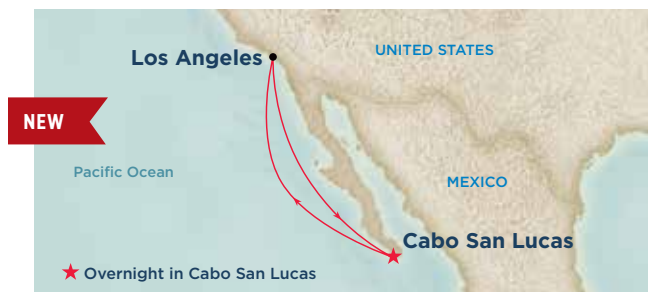 UNITED STATES
Los Angeles
NEW
Pacific Ocean
MEXICO
Cabo San Lucas
Overnight in Cabo San Lucas